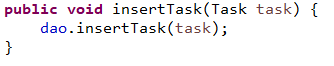 public void insertTask(Task task) {
    dao.insertTask(task);
}